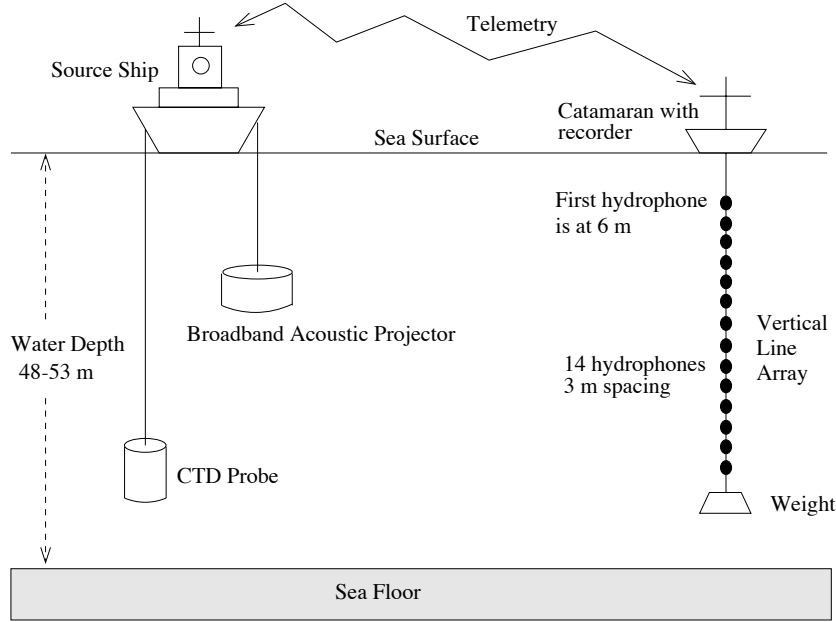 Telemetry
Source Ship
Catamaran with
recorder
Sea Surface
First hydrophone
is at 6 m
Broadband Acoustic Projector
Water Depth
48-53 m
Vertical
Line
Array
14 hydrophones
3 m spacing
CTD Probe
Weight
Sea Floor